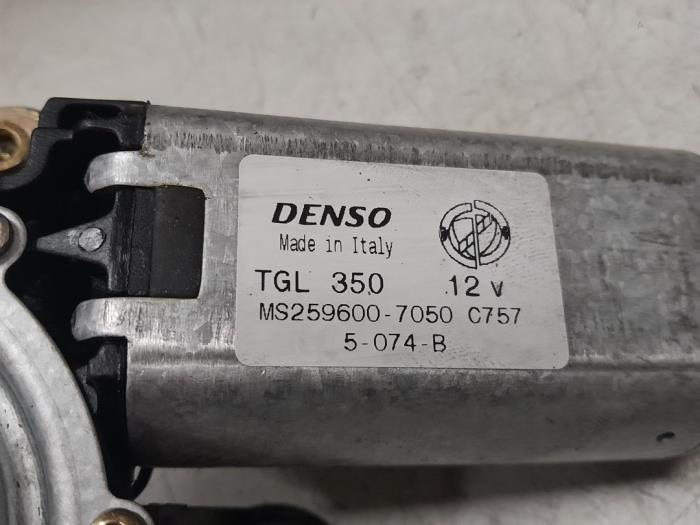 DENSO
Made in Italy
TGL 350 12 v
MS259600-7050 C757
5-074-B